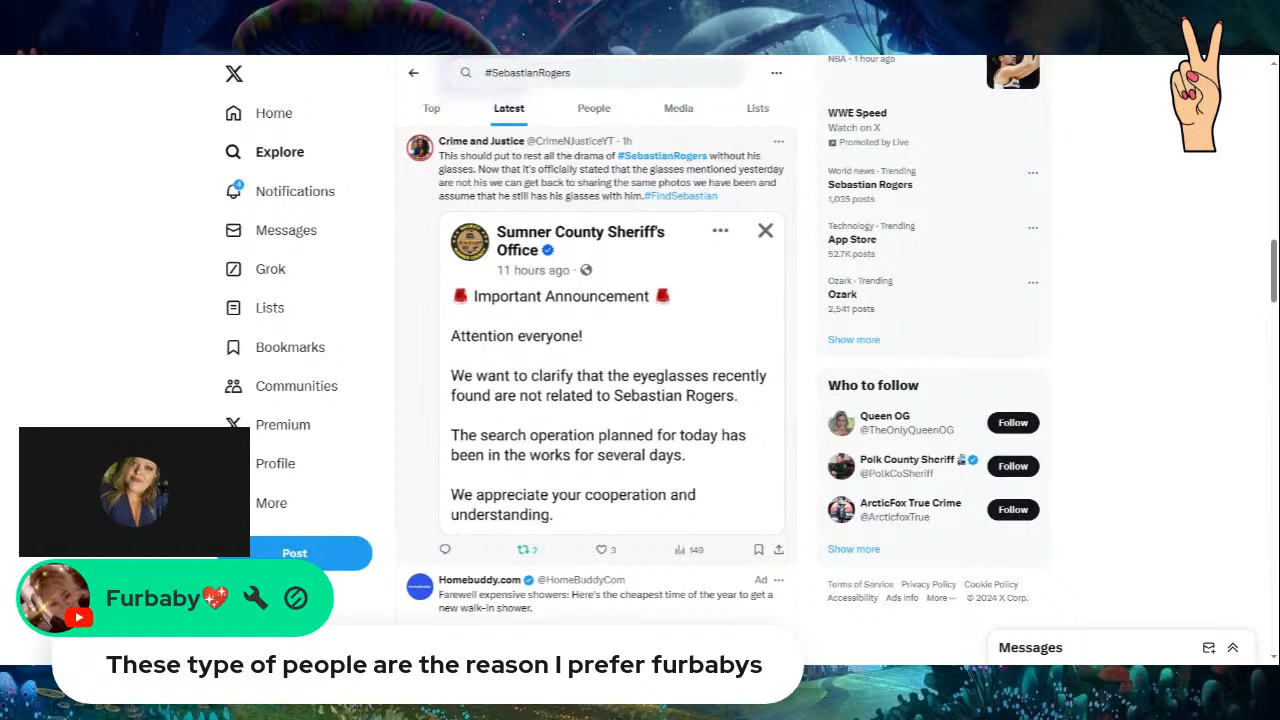 #SebastianRogers
Home
Explore
Notifications
Messages
Grok
Lists
Bookmarks
Communities
Premium
Profile
More
Post
Top Latest People Media Lists
Crime and Justice @CrimeNJusticeYT · 1h
This should put to rest all the drama of #SebastianRogers without his
glasses. Now that it's officially stated that the glasses mentioned yesterday
are not his we can get back to sharing the same photos we have been and
assume that he still has his glasses with him.#FindSebastian
Sumner County Sheriff's
Office
11 hours ago ·
Important Announcement
Attention everyone!
We want to clarify that the eyeglasses recently
found are not related to Sebastian Rogers.
The search operation planned for today has
been in the works for several days.
We appreciate your cooperation and
understanding.
2 3 149
Homebuddy.com @HomeBuddyCom Ad
Farewell expensive showers: Here's the cheapest time of the year to get a
new walk-in shower.
NBA · 1 hour ago
WWE Speed
Watch on X
Promoted by Live
World news · Trending
Sebastian Rogers
1,035 posts
Technology · Trending
App Store
52.7K posts
Ozark · Trending
Ozark
2,541 posts
Show more
Who to follow
Queen OG
@TheOnlyQueenOG
Follow
Polk County Sheriff
@PolkCoSheriff
Follow
ArcticFox True Crime
@ArcticfoxTrue
Follow
Show more
Terms of Service Privacy Policy Cookie Policy
Accessibility Ads info More ··· © 2024 X Corp.
Messages
Furbaby
These type of people are the reason I prefer furbabys